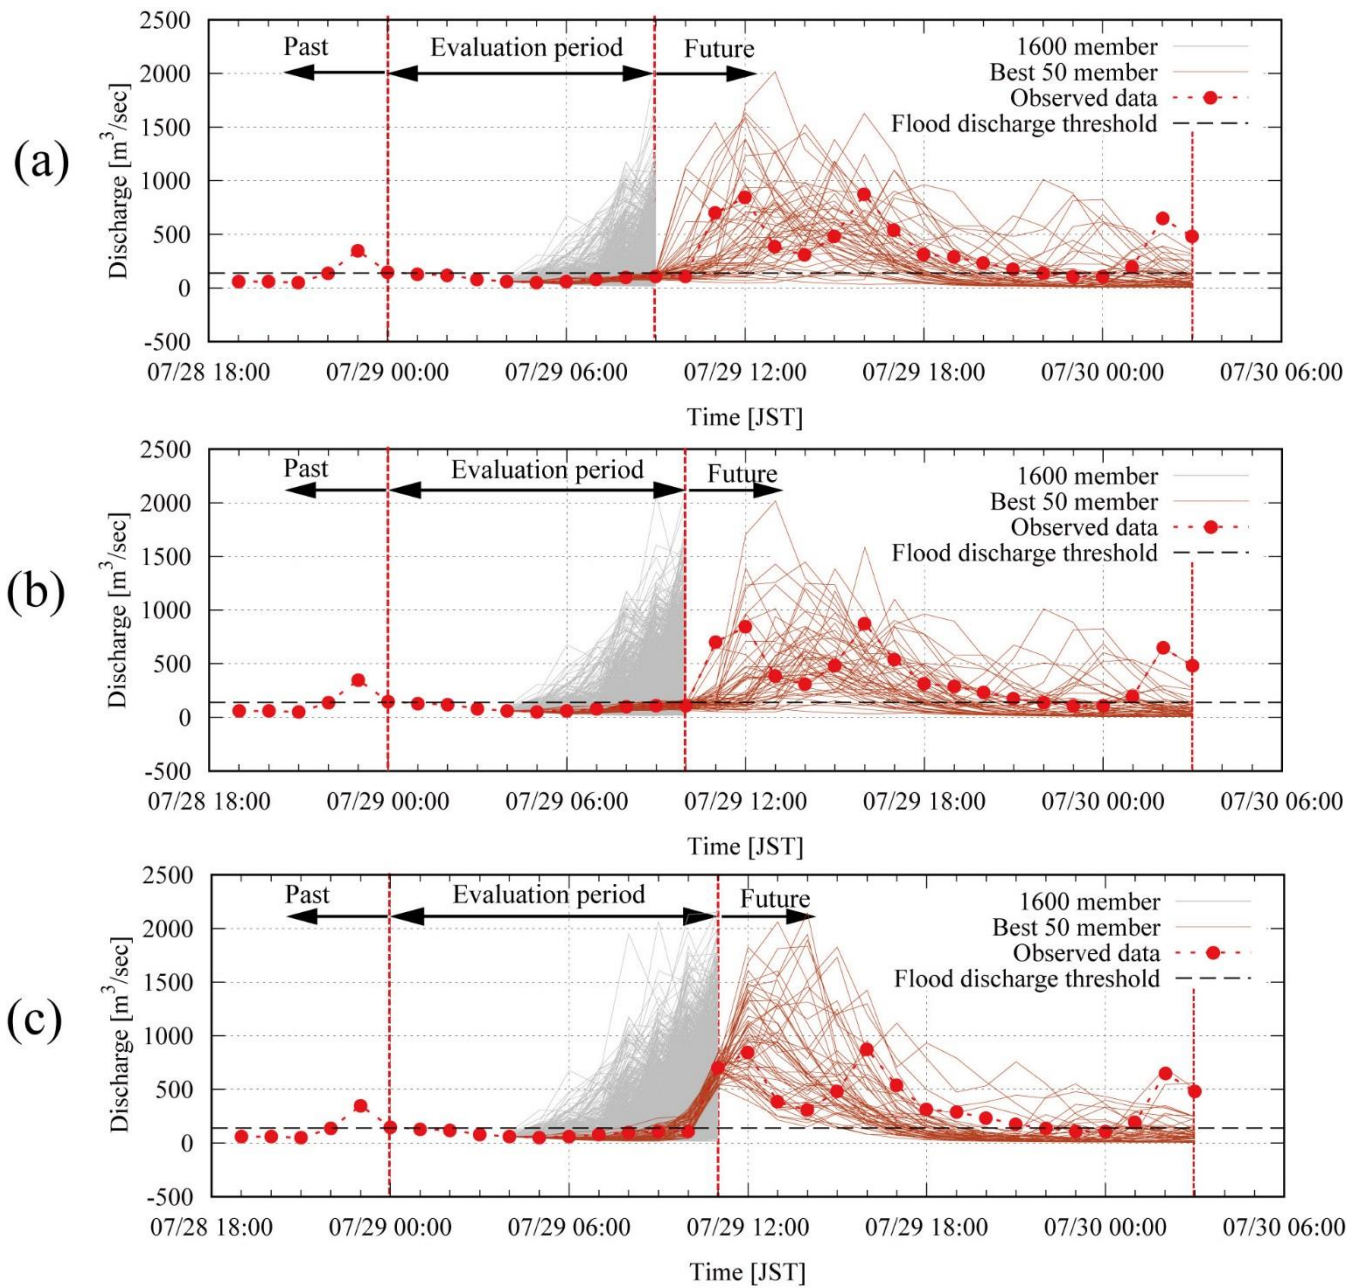 (a)
Discharge [m³/sec]
2500
2000
1500
1000
500
0
-500
Past
Evaluation period
Future
1600 member
Best 50 member
Observed data
Flood discharge threshold
07/28 18:00 07/29 00:00 07/29 06:00 07/29 12:00 07/29 18:00 07/30 00:00 07/30 06:00
Time [JST]
(b)
Discharge [m³/sec]
2500
2000
1500
1000
500
0
-500
Past
Evaluation period
Future
1600 member
Best 50 member
Observed data
Flood discharge threshold
07/28 18:00 07/29 00:00 07/29 06:00 07/29 12:00 07/29 18:00 07/30 00:00 07/30 06:00
Time [JST]
(c)
Discharge [m³/sec]
2500
2000
1500
1000
500
0
-500
Past
Evaluation period
Future
1600 member
Best 50 member
Observed data
Flood discharge threshold
07/28 18:00 07/29 00:00 07/29 06:00 07/29 12:00 07/29 18:00 07/30 00:00 07/30 06:00
Time [JST]